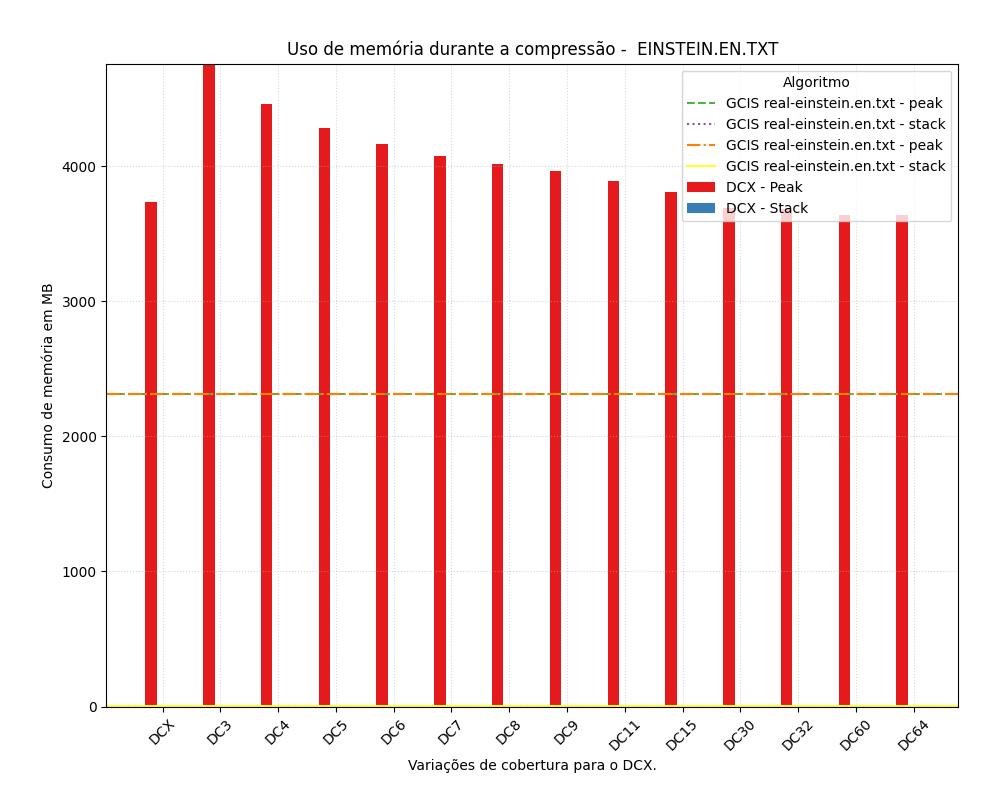 Uso de memória durante a compressão -  EINSTEIN.EN.TXT
Algoritmo
GCIS real-einstein.en.txt - peak
GCIS real-einstein.en.txt - stack
GCIS real-einstein.en.txt - peak
GCIS real-einstein.en.txt - stack
DCX - Peak
DCX - Stack
Consumo de memória em MB
4000
3000
2000
1000
0
DCX
DC3
DC4
DC5
DC6
DC7
DC8
DC9
DC11
DC15
DC30
DC32
DC60
DC64
Variações de cobertura para o DCX.